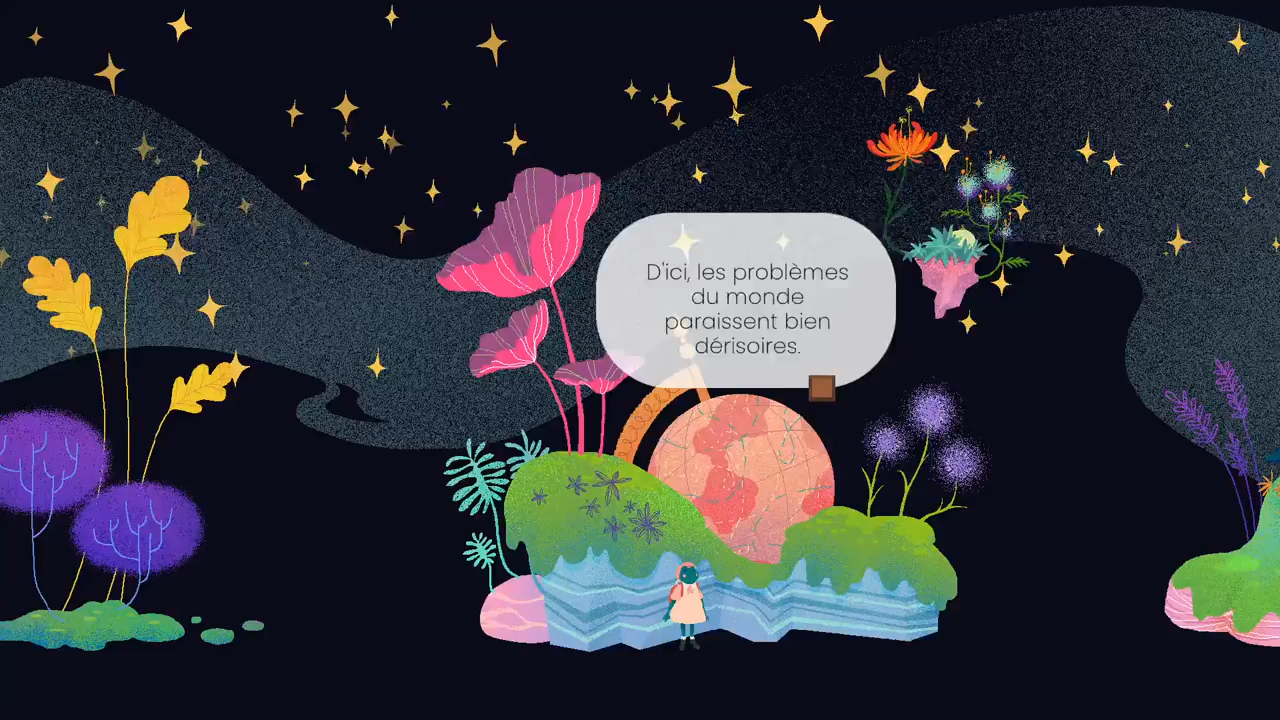 D'ici, les problèmes
du monde
paraissent bien
dérisoires.